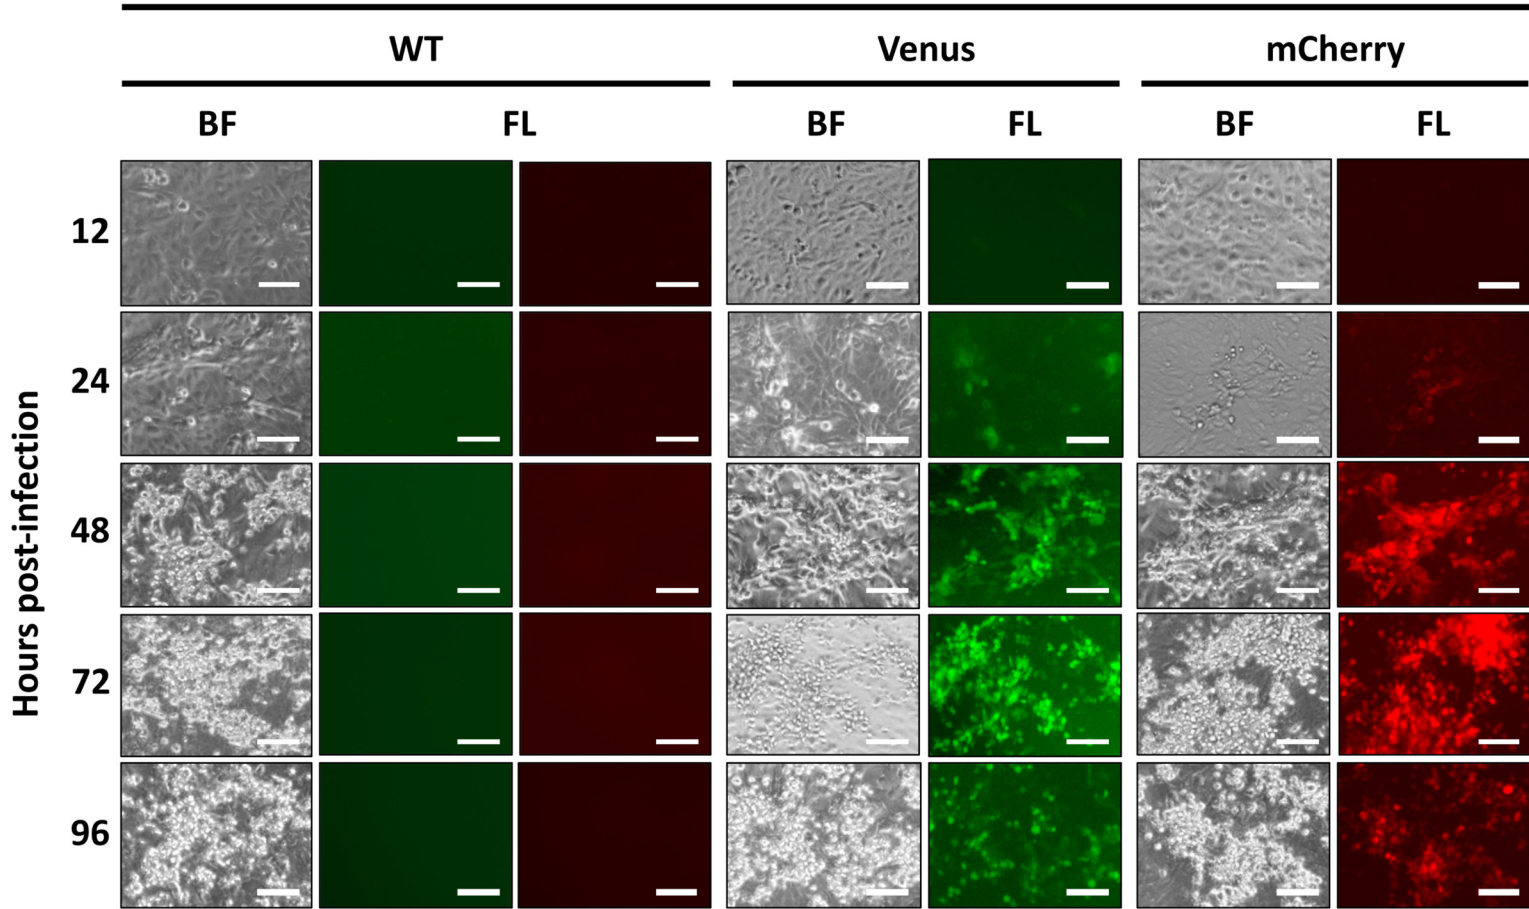 WT Venus mCherry
BF FL BF FL BF FL
Hours post-infection
12
24
48
72
96